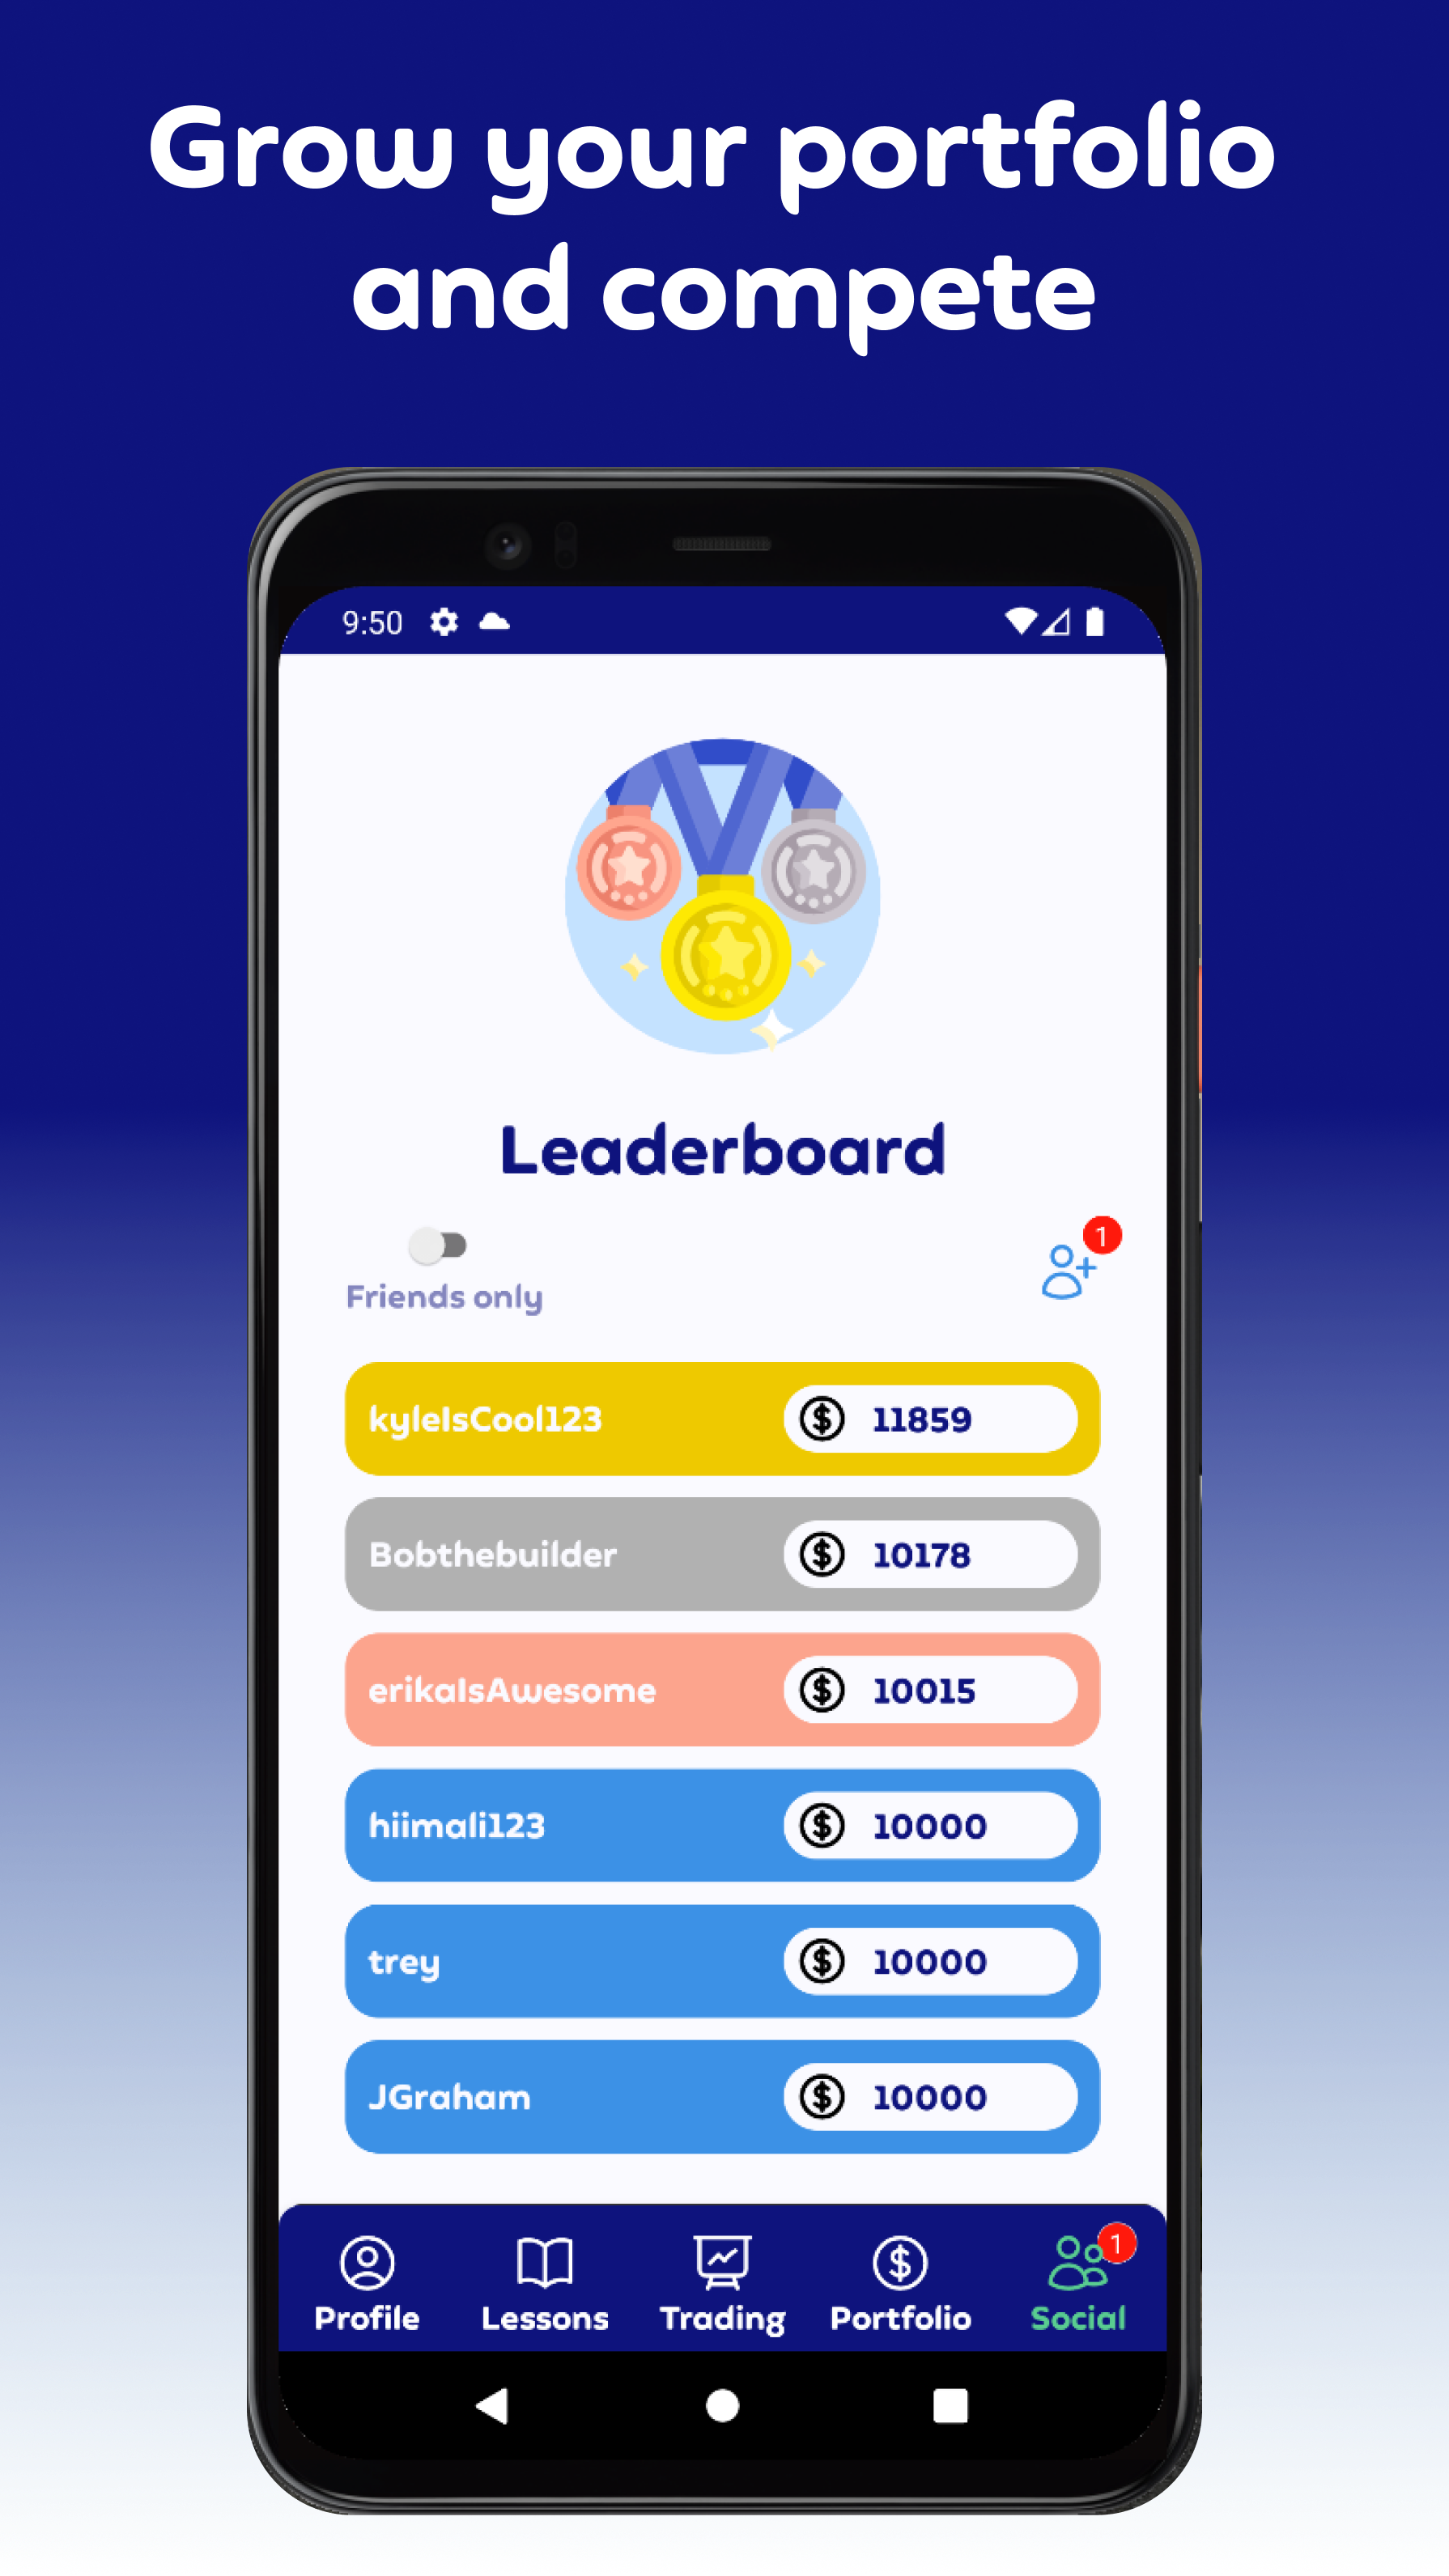 Grow your portfolio
and compete
9:50
Leaderboard
1
Friends only
kyleIsCool123 $ 11859
Bobthebuilder $ 10178
erikaIsAwesome $ 10015
hiimali123 $ 10000
trey $ 10000
JGraham $ 10000
1
Profile Lessons Trading Portfolio Social